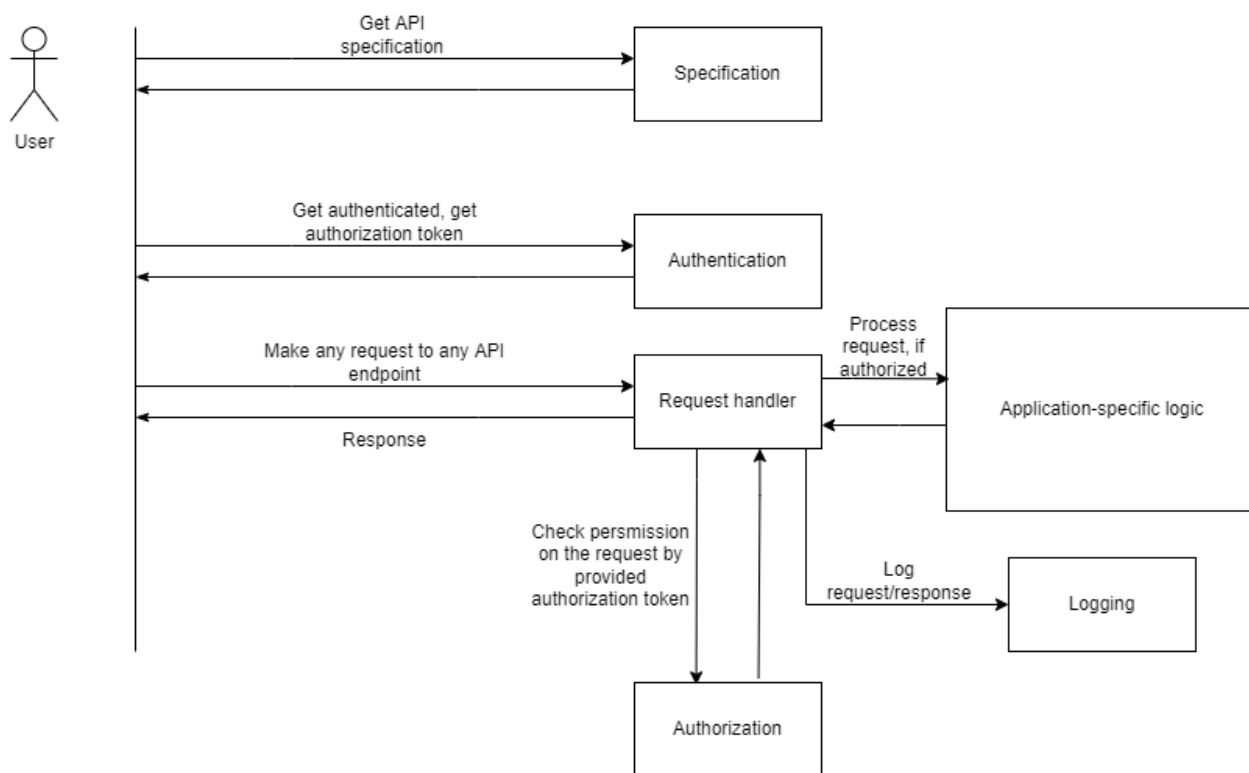 Get API
specification
Specification
User
Get authenticated, get
authorization token
Authentication
Make any request to any API
endpoint
Request handler
Response
Process
request, if
authorized
Application-specific logic
Check persmission
on the request by
provided
authorization token
Log
request/response
Logging
Authorization